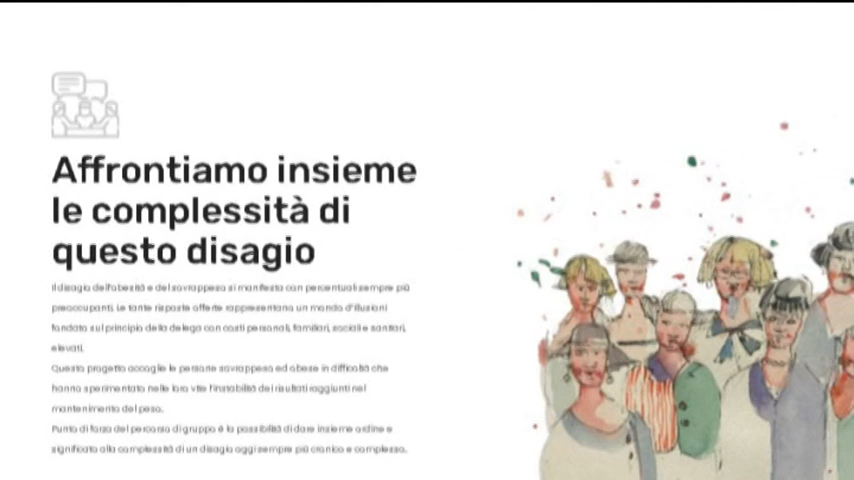 Affrontiamo insieme
le complessità di
questo disagio
Il disagio dell'obesità e del sovrappeso si manifesta con percentuali sempre più
preoccupanti. Le tante risposte offerte rappresentano un mondo d'illusioni
fondato sul principio della delega con costi personali, familiari, sociali e sanitari,
elevati.
Questo progetto accoglie le persone sovrappeso ed obese in difficoltà che
hanno sperimentato nelle loro vite l'instabilità dei risultati raggiunti nel
mantenimento del peso.
Punto di forza del percorso di gruppo è la possibilità di dare insieme ordine e
significato alla complessità di un disagio oggi sempre più cronico e complesso.